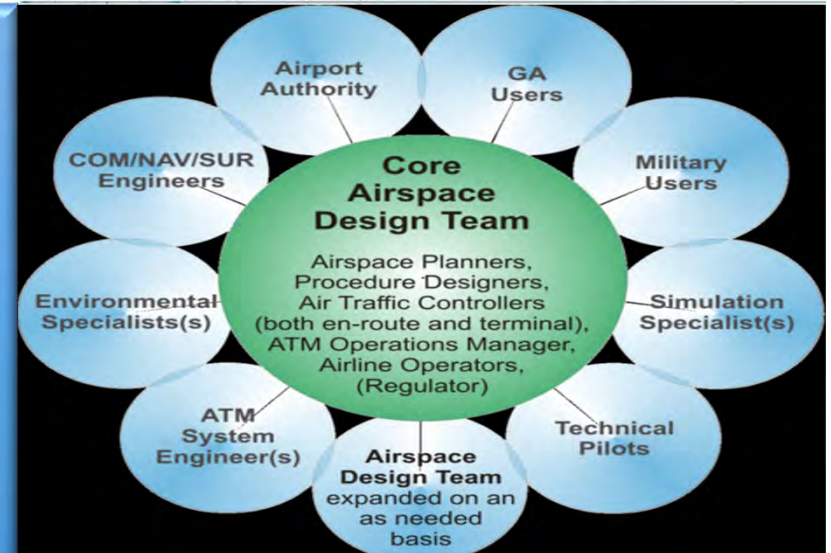 Airport
Authority
GA
Users
COM/NAV/SUR
Engineers
Military
Users
Core
Airspace
Design Team
Airspace Planners,
Procedure Designers,
Air Traffic Controllers
(both en-route and terminal),
ATM Operations Manager,
Airline Operators,
(Regulator)
Environmental
Specialists(s)
Simulation
Specialist(s)
ATM
System
Engineer(s)
Technical
Pilots
Airspace
Design Team
expanded on an
as needed
basis